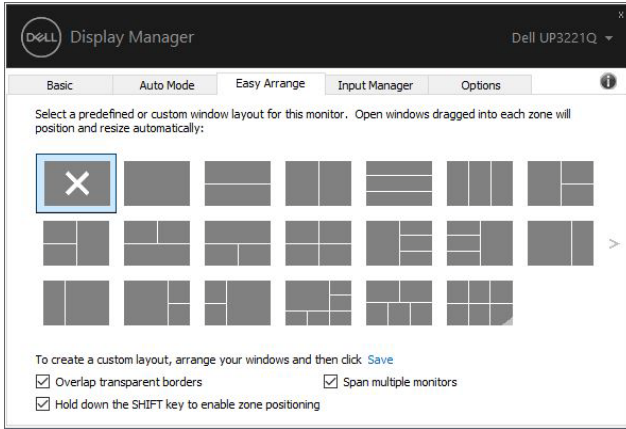 x
DELL Display Manager Dell UP3221Q
Basic Auto Mode Easy Arrange Input Manager Options i
Select a predefined or custom window layout for this monitor. Open windows dragged into each zone will
position and resize automatically:
>
To create a custom layout, arrange your windows and then click Save
Overlap transparent borders Span multiple monitors
Hold down the SHIFT key to enable zone positioning